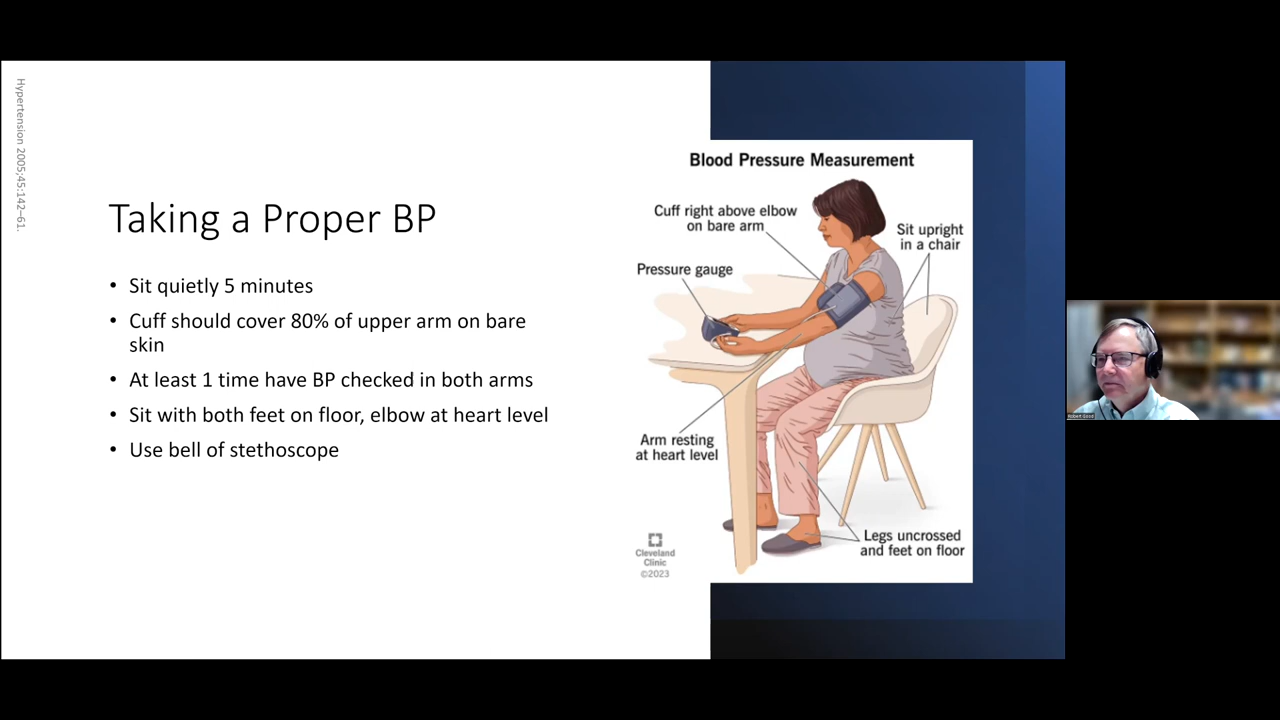 Hypertension 2005;45:142–61.
Taking a Proper BP
• Sit quietly 5 minutes
• Cuff should cover 80% of upper arm on bare
skin
• At least 1 time have BP checked in both arms
• Sit with both feet on floor, elbow at heart level
• Use bell of stethoscope
Blood Pressure Measurement
Cuff right above elbow
on bare arm
Sit upright
in a chair
Pressure gauge
Arm resting
at heart level
Legs uncrossed
and feet on floor
Cleveland
Clinic
©2023